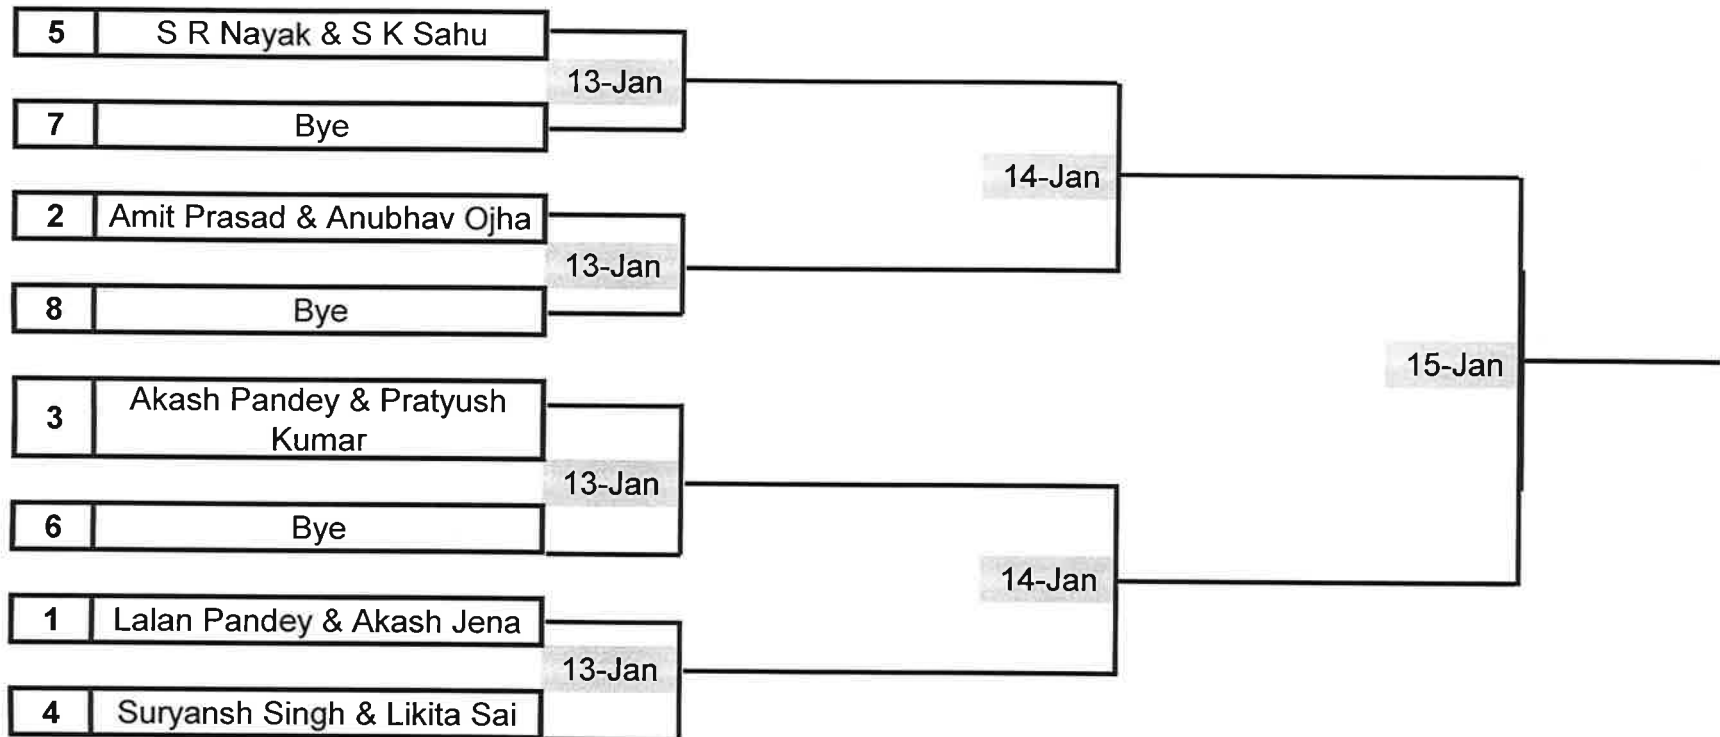 5 S R Nayak & S K Sahu
13-Jan
7 Bye
14-Jan
2 Amit Prasad & Anubhav Ojha
13-Jan
8 Bye
15-Jan
3 Akash Pandey & Pratyush
Kumar
13-Jan
6 Bye
14-Jan
1 Lalan Pandey & Akash Jena
13-Jan
4 Suryansh Singh & Likita Sai